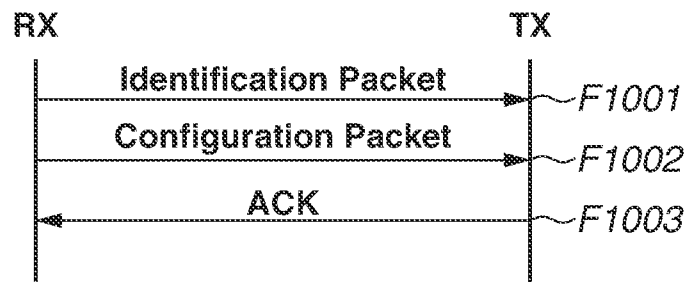 RX TX
Identification Packet F1001
Configuration Packet F1002
ACK F1003